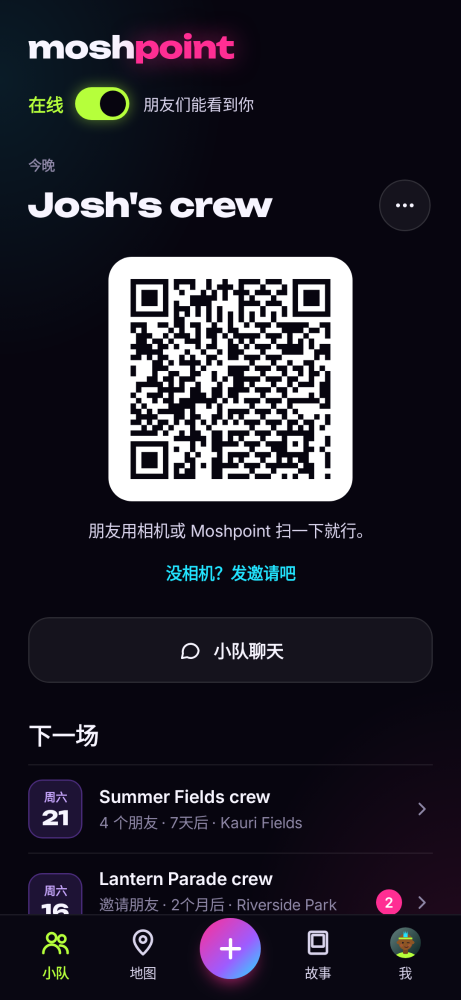 moshpoint
在线 朋友们能看到你
今晚
Josh's crew
朋友用相机或 Moshpoint 扫一下就行。
没相机？发邀请吧
小队聊天
下一场
周六
21
Summer Fields crew
4 个朋友 · 7天后 · Kauri Fields
周六
16
Lantern Parade crew
邀请朋友 · 2个月后 · Riverside Park
2
小队
地图
故事
我